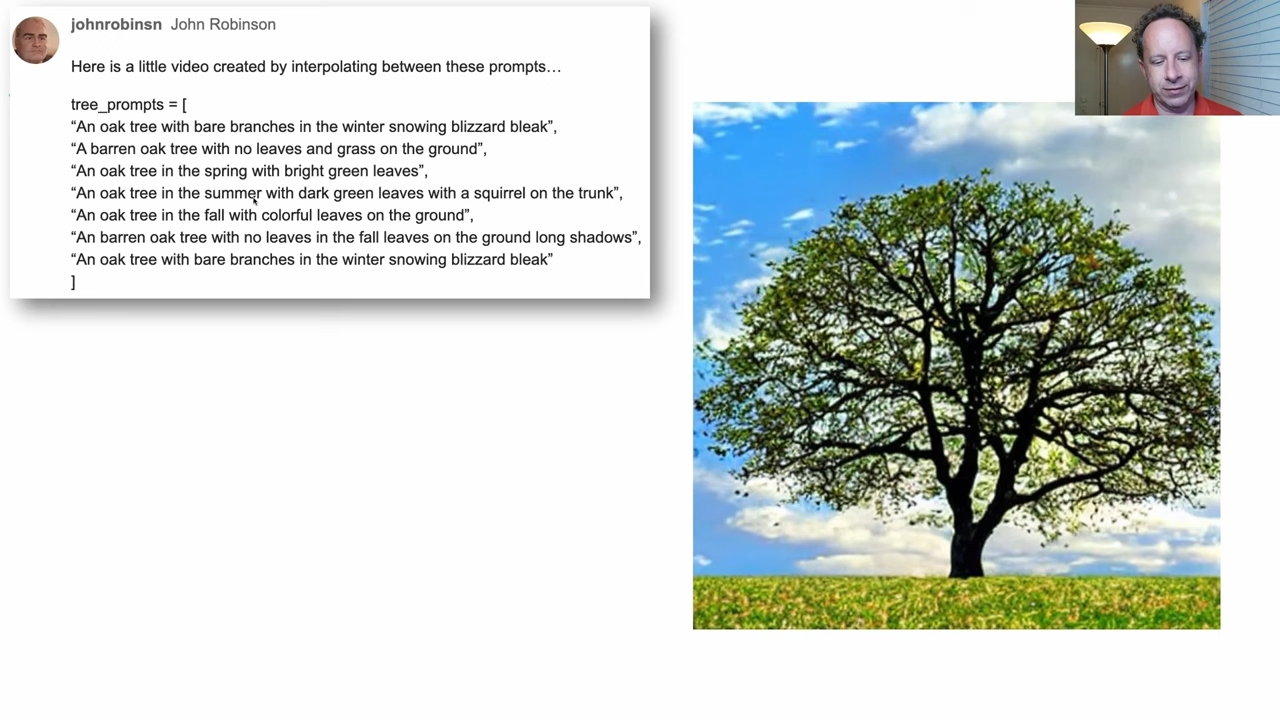 johnrobinsn John Robinson
Here is a little video created by interpolating between these prompts…
tree_prompts = [
“An oak tree with bare branches in the winter snowing blizzard bleak”,
“A barren oak tree with no leaves and grass on the ground”,
“An oak tree in the spring with bright green leaves”,
“An oak tree in the summer with dark green leaves with a squirrel on the trunk”,
“An oak tree in the fall with colorful leaves on the ground”,
“An barren oak tree with no leaves in the fall leaves on the ground long shadows”,
“An oak tree with bare branches in the winter snowing blizzard bleak”
]